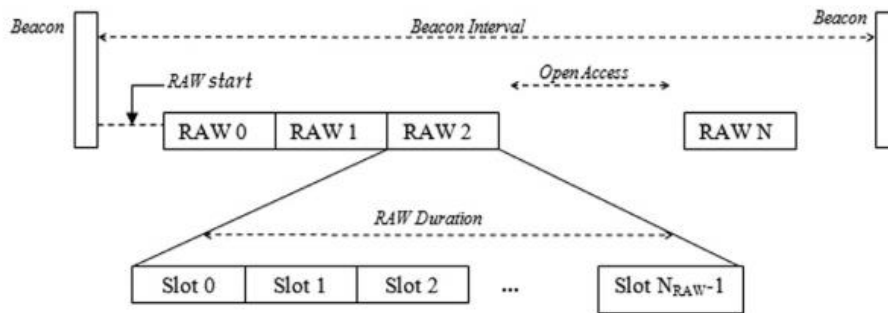 Beacon
Beacon
Beacon Interval
Open Access
RAW start
RAW 0 RAW 1 RAW 2 RAW N
RAW Duration
Slot 0 Slot 1 Slot 2 ... Slot N_RAW-1